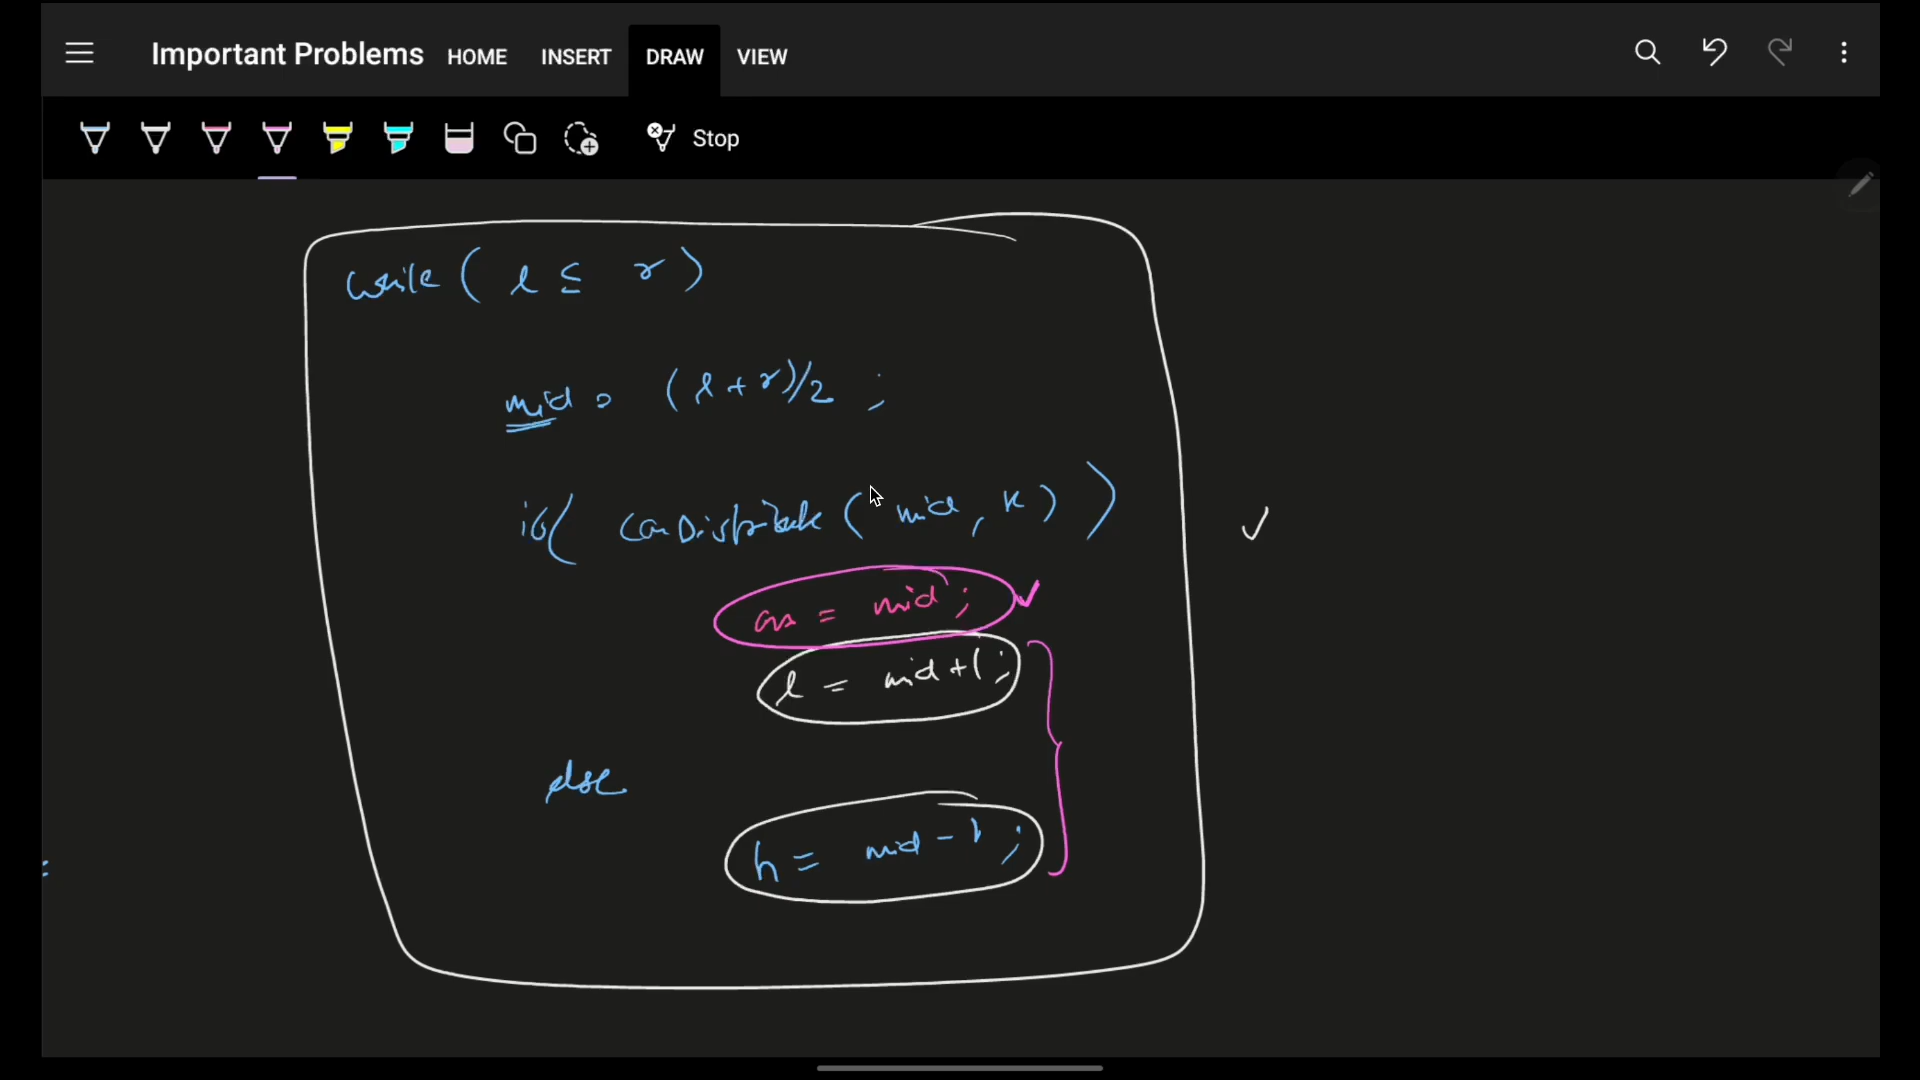 Important Problems HOME INSERT DRAW VIEW
Stop
while ( l ≤ r )
mid = (l + r)/2 ;
if( canDistribute ( mid, k ) )
ans = mid ;
l = mid+1 ;
else
h = mid - 1 ;
=